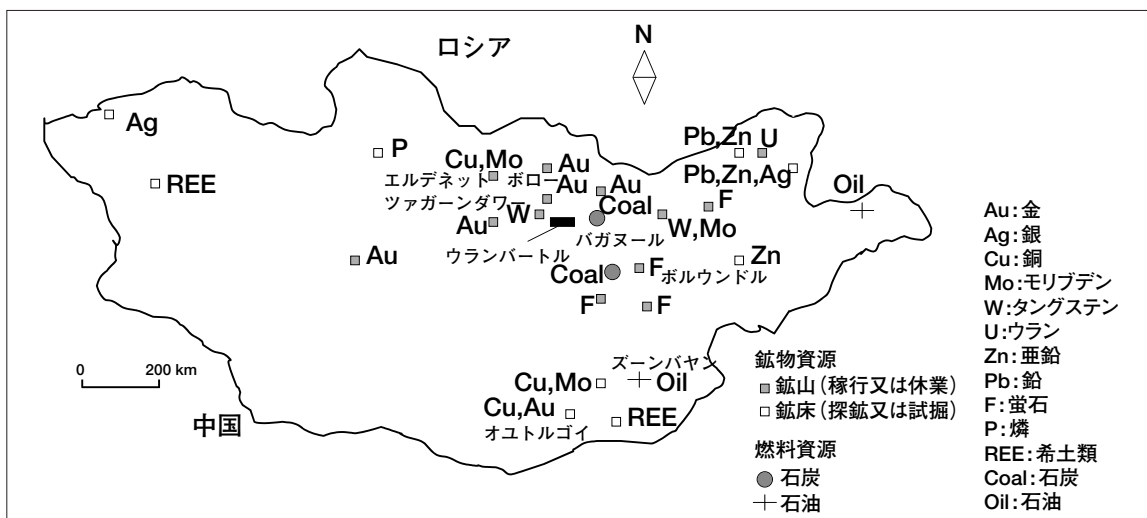 ロシア
N
Ag
REE
P
Cu,Mo
エルデネット
Au
ボロー
Au
ツァガーンダワー
Au
W
Au
Coal
バガヌール
ウランバートル
Au
Pb,Zn
U
Pb,Zn,Ag
F
W,Mo
Oil
Zn
Coal
F
ボルウンドル
F
F
0
200 km
中国
ズーンバヤン
Cu,Mo
Oil
Cu,Au
オユトルゴイ
REE
鉱物資源
鉱山（稼行又は休業）
鉱床（探鉱又は試掘）
燃料資源
石炭
石油
Au：金
Ag：銀
Cu：銅
Mo：モリブデン
W：タングステン
U：ウラン
Zn：亜鉛
Pb：鉛
F：蛍石
P：燐
REE：希土類
Coal：石炭
Oil：石油